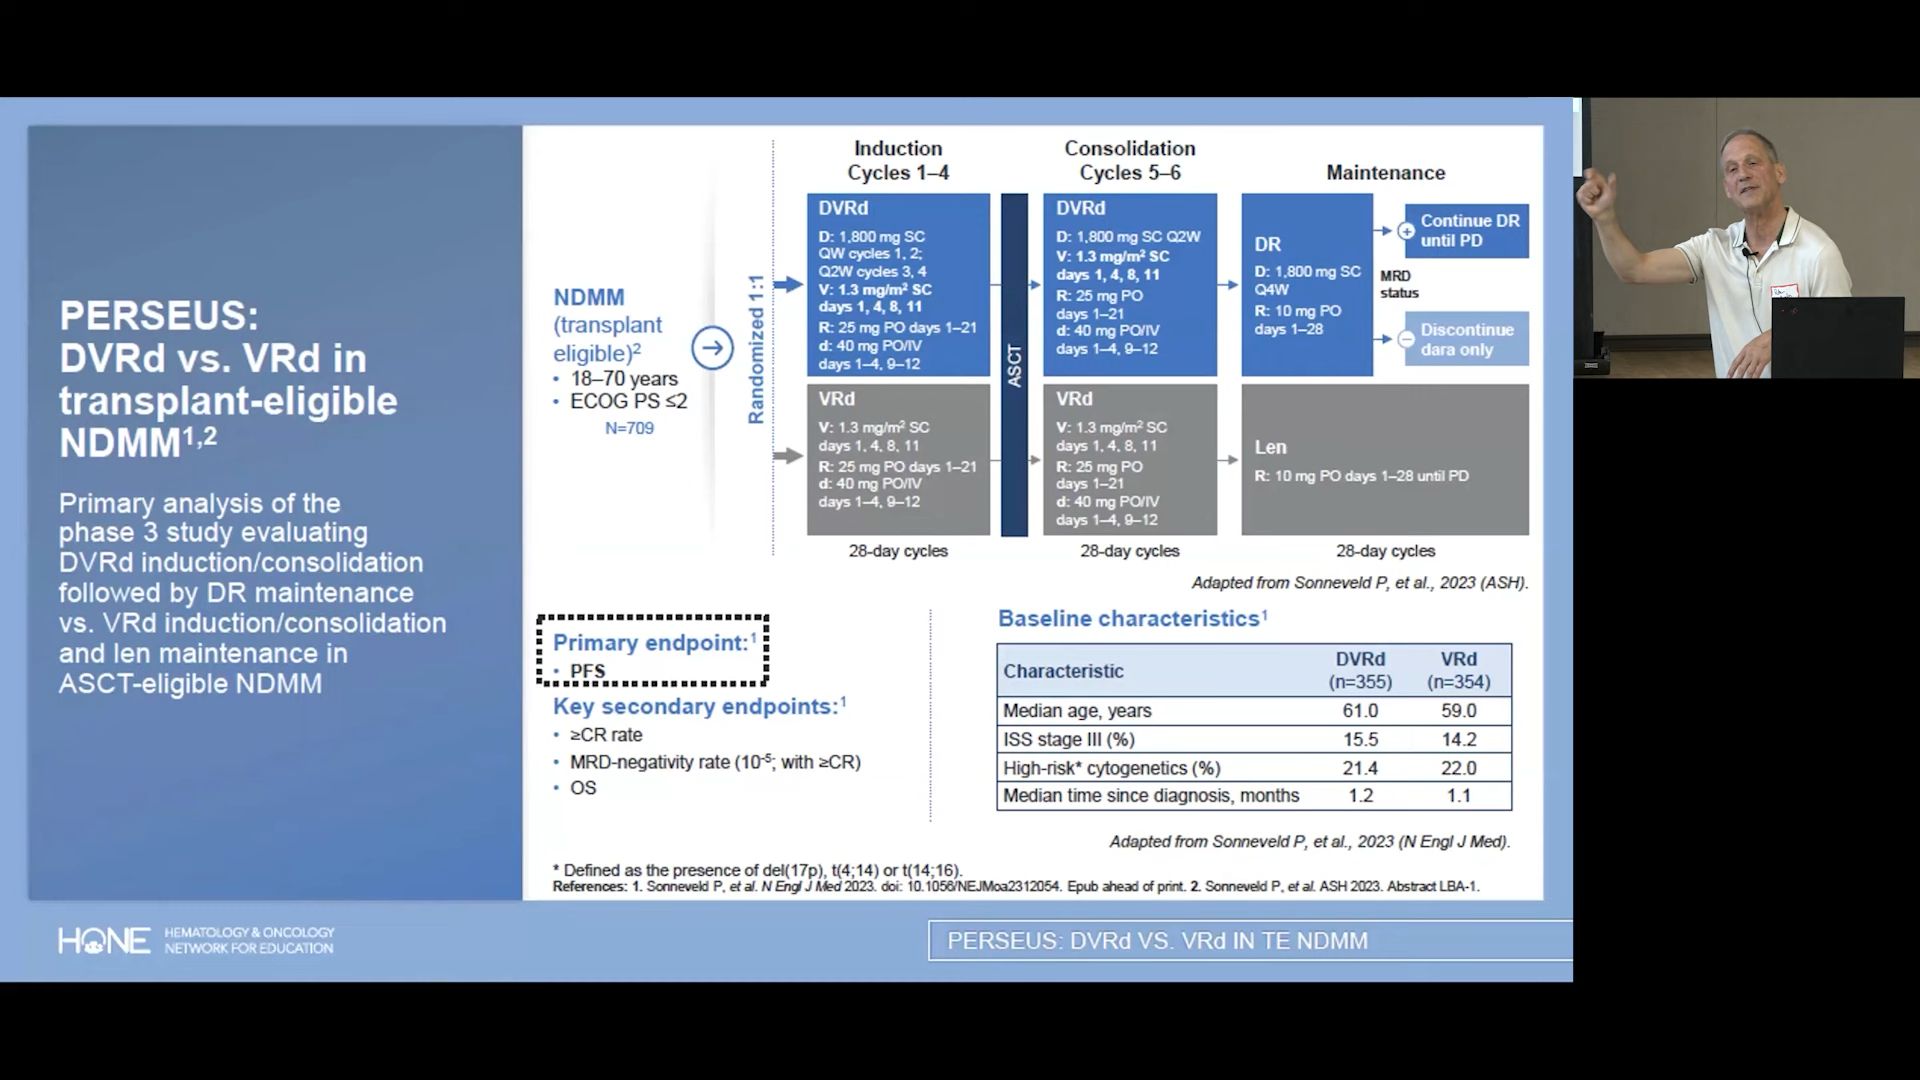 PERSEUS:
DVRd vs. VRd in
transplant-eligible
NDMM1,2
Primary analysis of the
phase 3 study evaluating
DVRd induction/consolidation
followed by DR maintenance
vs. VRd induction/consolidation
and len maintenance in
ASCT-eligible NDMM
NDMM
(transplant
eligible)2
• 18–70 years
• ECOG PS ≤2
N=709
Randomized 1:1
Induction
Cycles 1–4
DVRd
D: 1,800 mg SC
QW cycles 1, 2;
Q2W cycles 3, 4
V: 1.3 mg/m² SC
days 1, 4, 8, 11
R: 25 mg PO days 1–21
d: 40 mg PO/IV
days 1–4, 9–12
VRd
V: 1.3 mg/m² SC
days 1, 4, 8, 11
R: 25 mg PO days 1–21
d: 40 mg PO/IV
days 1–4, 9–12
28-day cycles
ASCT
Consolidation
Cycles 5–6
DVRd
D: 1,800 mg SC Q2W
V: 1.3 mg/m² SC
days 1, 4, 8, 11
R: 25 mg PO
days 1–21
d: 40 mg PO/IV
days 1–4, 9–12
VRd
V: 1.3 mg/m² SC
days 1, 4, 8, 11
R: 25 mg PO
days 1–21
d: 40 mg PO/IV
days 1–4, 9–12
28-day cycles
Maintenance
DR
D: 1,800 mg SC
Q4W
R: 10 mg PO
days 1–28
MRD
status
+ Continue DR
until PD
− Discontinue
dara only
Len
R: 10 mg PO days 1–28 until PD
28-day cycles
Adapted from Sonneveld P, et al., 2023 (ASH).
Primary endpoint:1
• PFS
Key secondary endpoints:1
• ≥CR rate
• MRD-negativity rate (10-5; with ≥CR)
• OS
Baseline characteristics1
Characteristic DVRd (n=355) VRd (n=354)
Median age, years 61.0 59.0
ISS stage III (%) 15.5 14.2
High-risk* cytogenetics (%) 21.4 22.0
Median time since diagnosis, months 1.2 1.1
Adapted from Sonneveld P, et al., 2023 (N Engl J Med).
* Defined as the presence of del(17p), t(4;14) or t(14;16).
References: 1. Sonneveld P, et al. N Engl J Med 2023. doi: 10.1056/NEJMoa2312054. Epub ahead of print. 2. Sonneveld P, et al. ASH 2023. Abstract LBA-1.
HONE
HEMATOLOGY & ONCOLOGY
NETWORK FOR EDUCATION
PERSEUS: DVRd VS. VRd IN TE NDMM